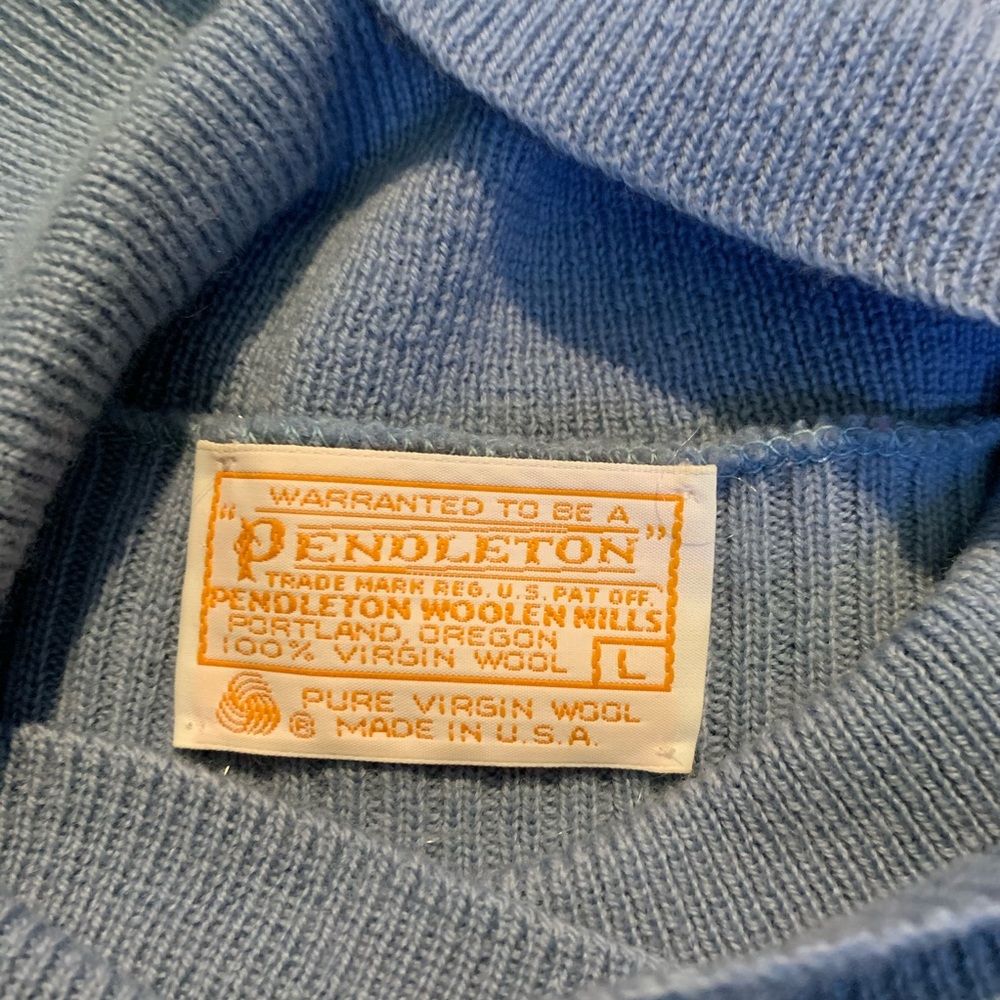 WARRANTED TO BE A
"PENDLETON"
TRADE MARK REG. U.S. PAT OFF.
PENDLETON WOOLEN MILLS
PORTLAND, OREGON
100% VIRGIN WOOL L
PURE VIRGIN WOOL
® MADE IN U.S.A.